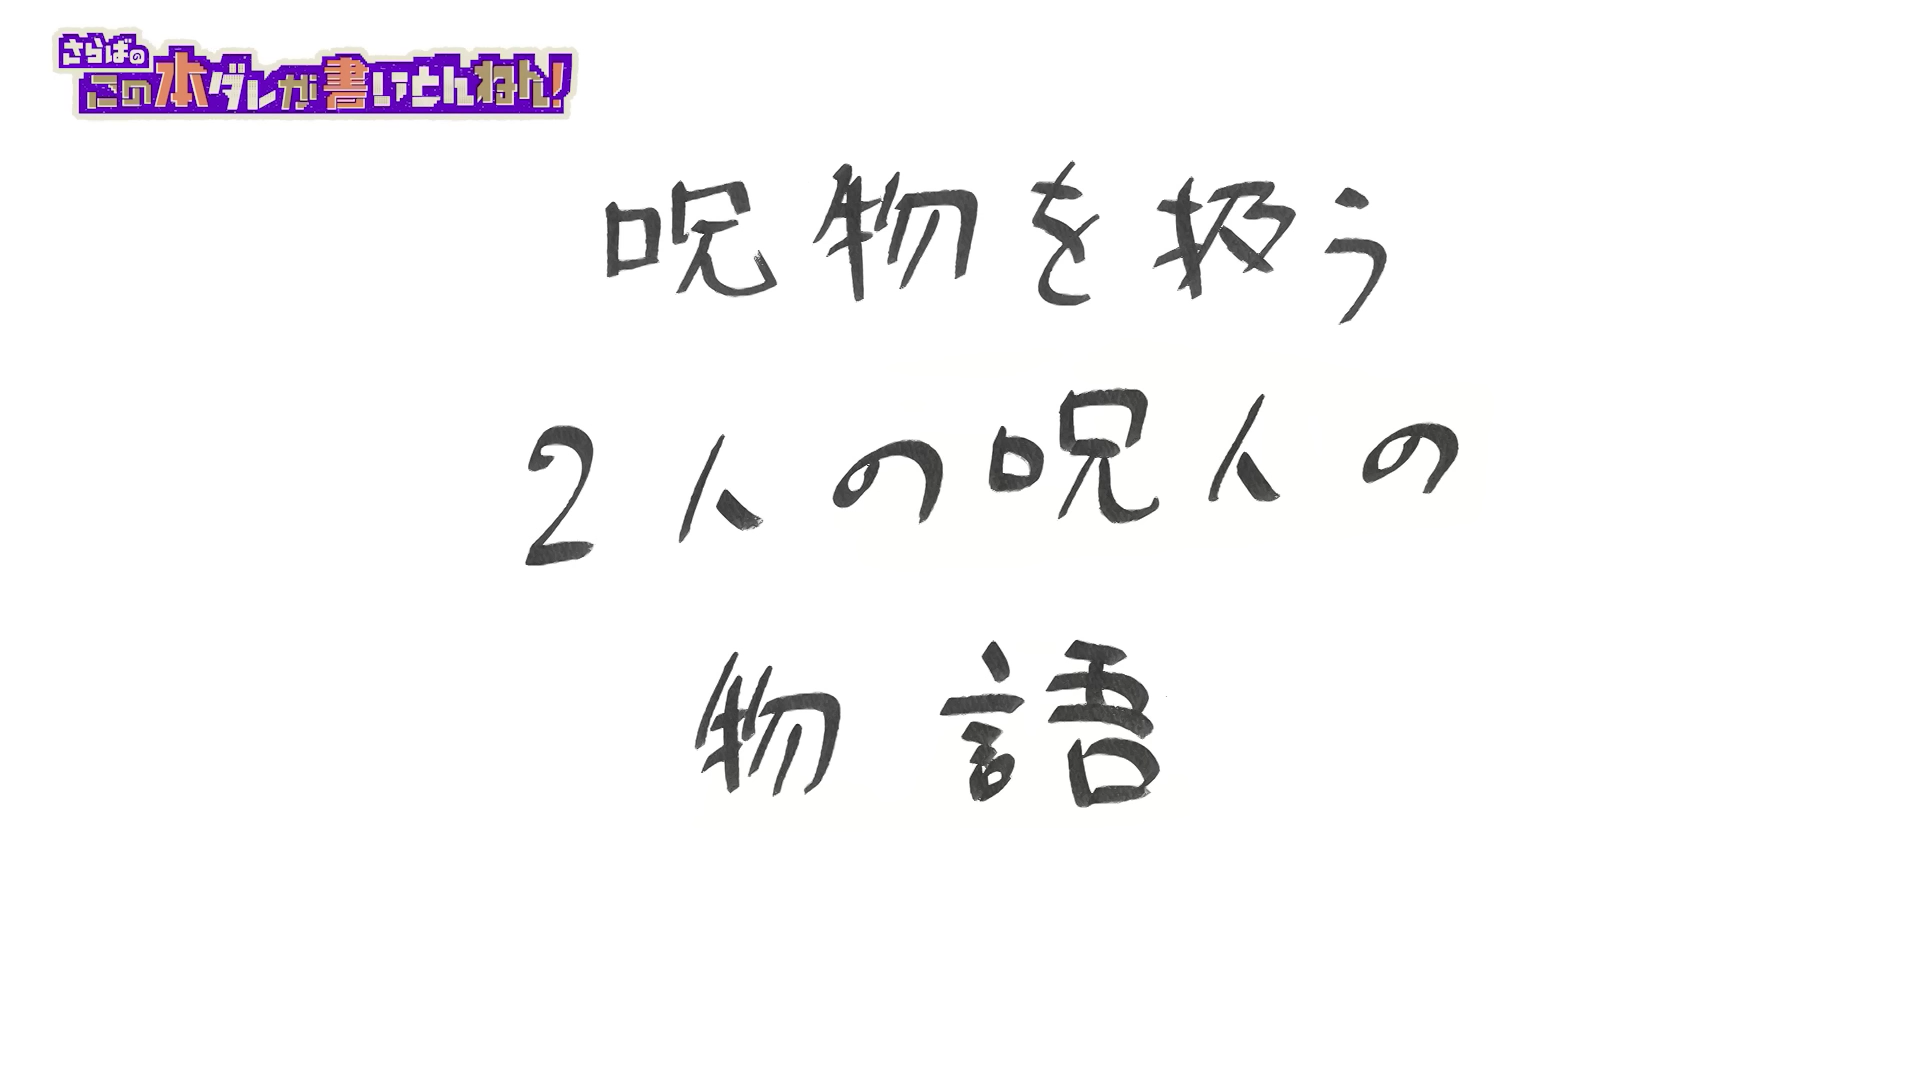 さらばの
この本ダレが書いとんねん!
呪物を扱う
2人の呪人の
物語